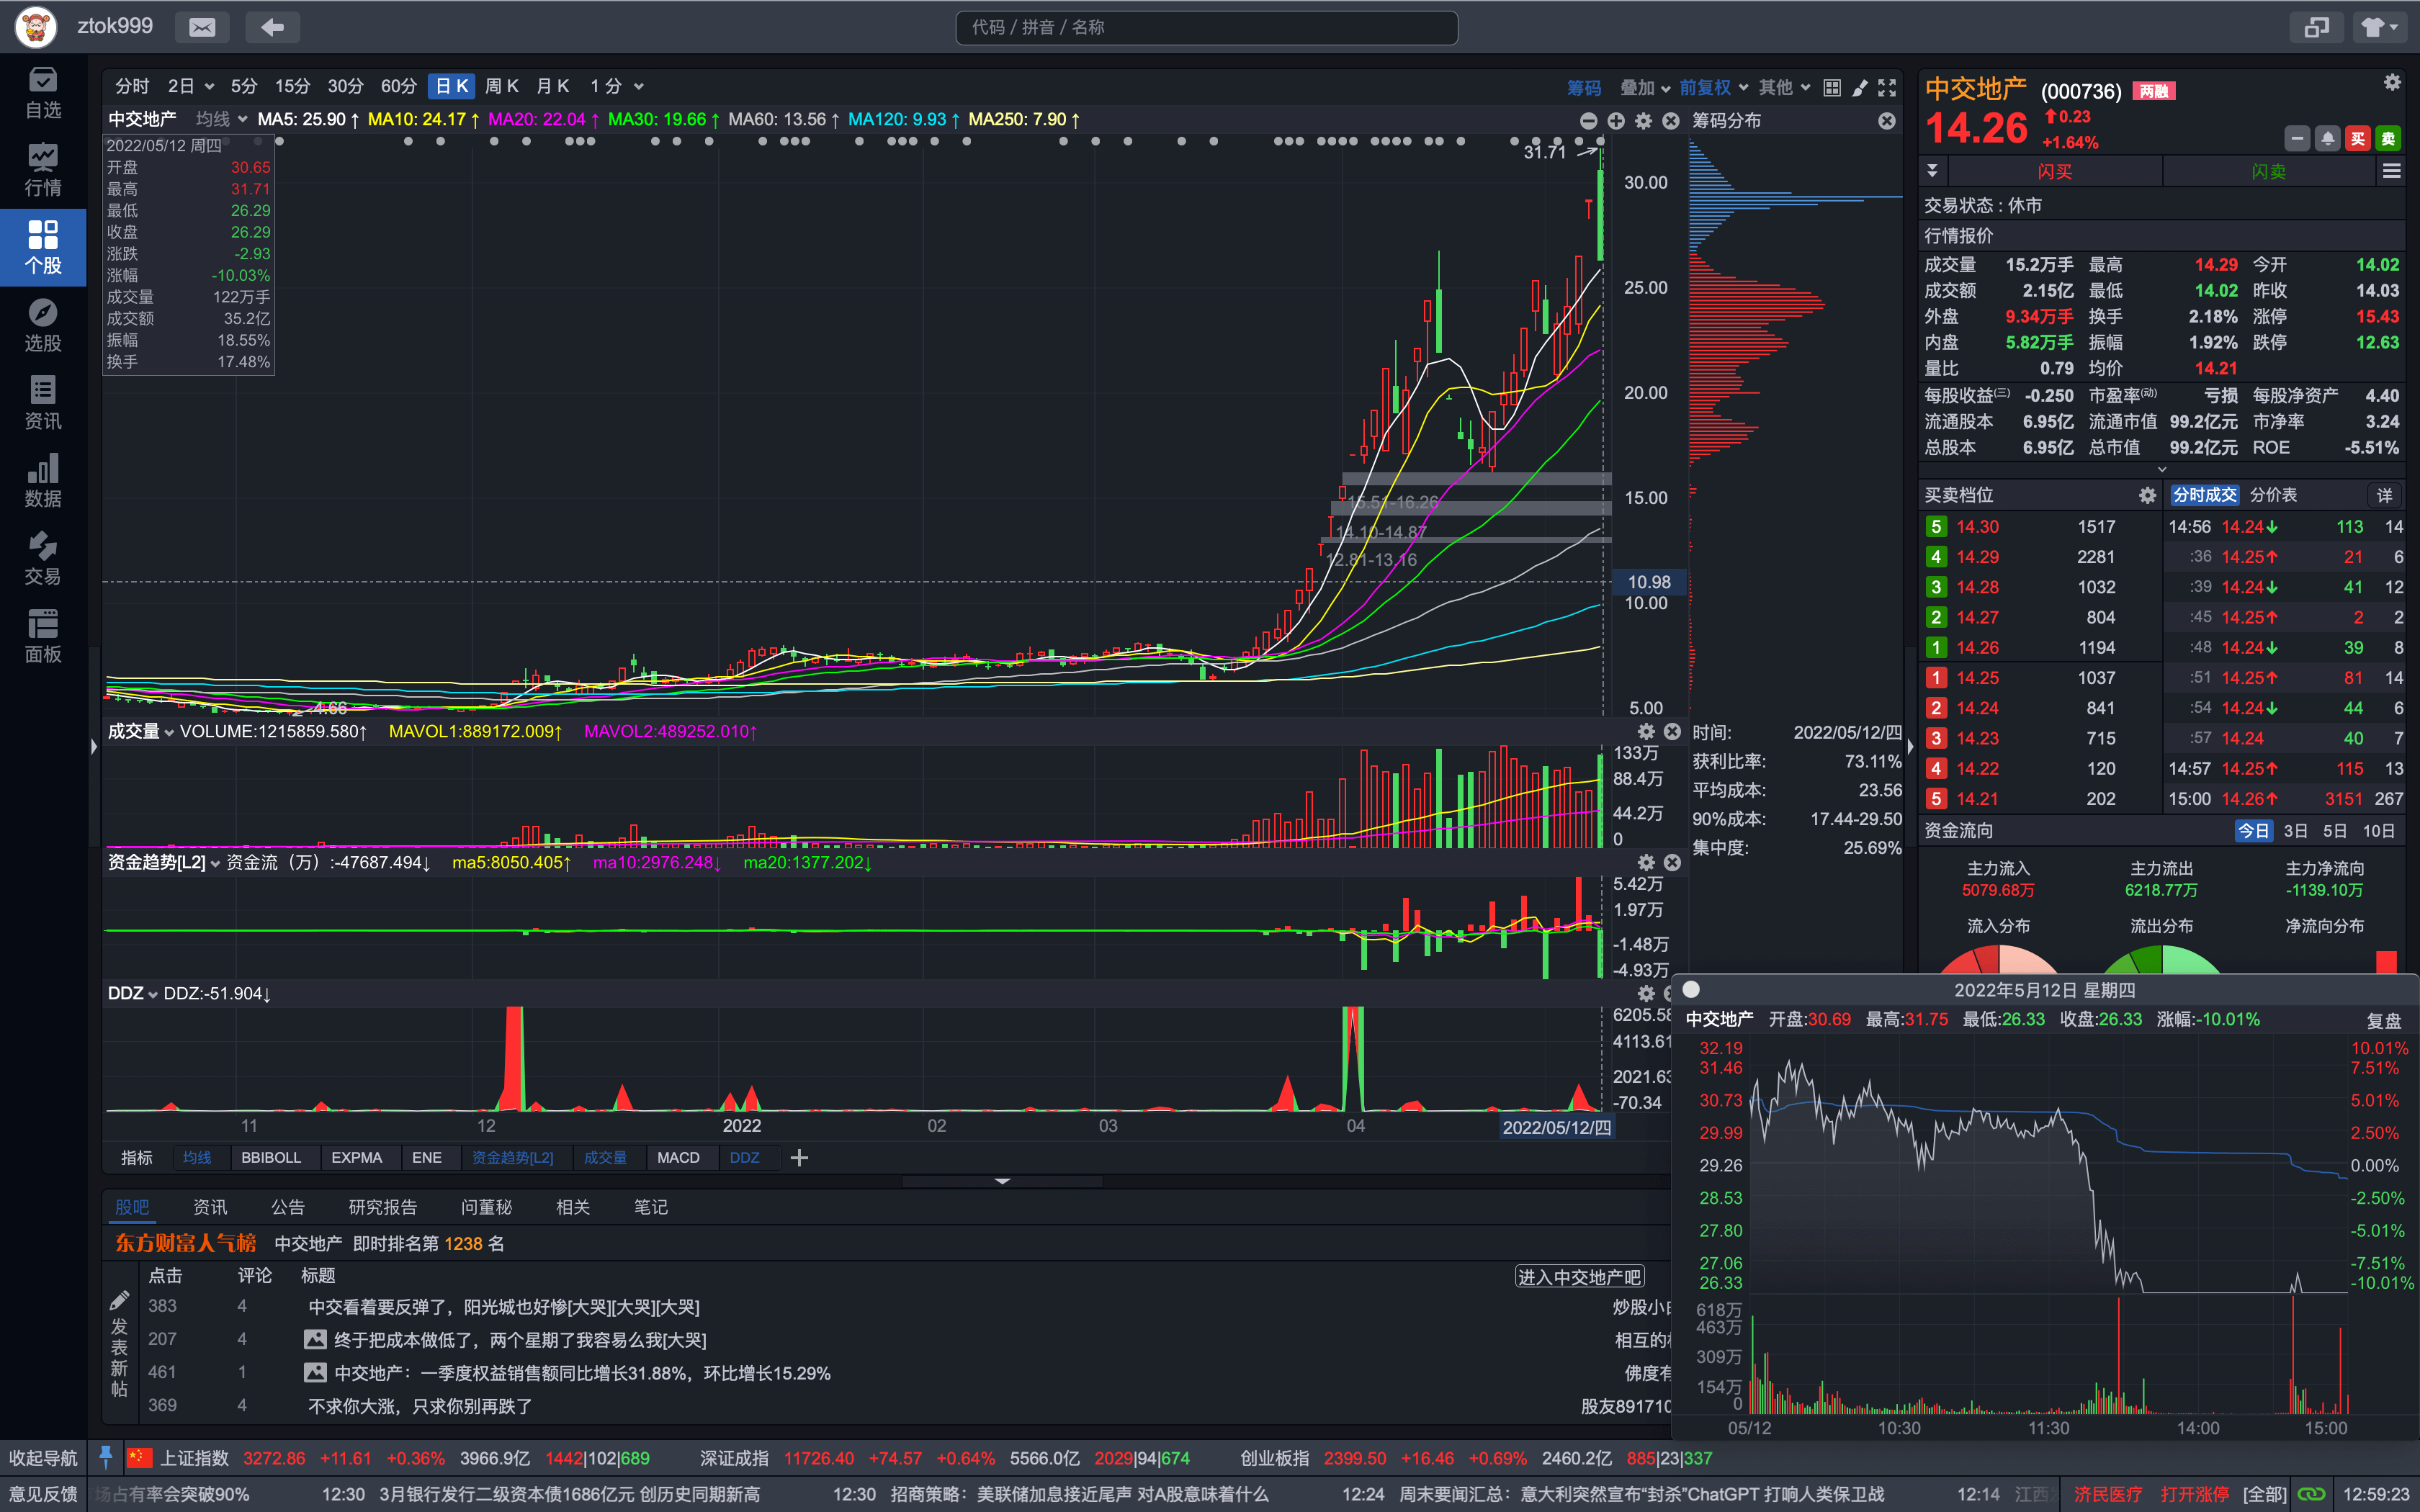 ztok999
代码 / 拼音 / 名称
自选
行情
个股
选股
资讯
数据
交易
面板
分时 2日 5分 15分 30分 60分 日K 周K 月K 1分
筹码 叠加 前复权 其他
中交地产 均线 MA5: 25.90↑ MA10: 24.17↑ MA20: 22.04↑ MA30: 19.66↑ MA60: 13.56↑ MA120: 9.93↑ MA250: 7.90↑
筹码分布
2022/05/12 周四
开盘 30.65
最高 31.71
最低 26.29
收盘 26.29
涨跌 -2.93
涨幅 -10.03%
成交量 122万手
成交额 35.2亿
振幅 18.55%
换手 17.48%
31.71
30.00
25.00
20.00
15.00
10.98
10.00
5.00
15.51-16.26
14.10-14.87
12.81-13.16
4.66
成交量 VOLUME:1215859.580↑ MAVOL1:889172.009↑ MAVOL2:489252.010↑
133万
88.4万
44.2万
0
时间: 2022/05/12/四
获利比率: 73.11%
平均成本: 23.56
90%成本: 17.44-29.50
集中度: 25.69%
资金趋势[L2] 资金流（万）:-47687.494↓ ma5:8050.405↑ ma10:2976.248↓ ma20:1377.202↓
5.42万
1.97万
-1.48万
-4.93万
DDZ DDZ:-51.904↓
6205.58
4113.61
2021.63
-70.34
11 12 2022 02 03 04 2022/05/12/四
指标 均线 BBIBOLL EXPMA ENE 资金趋势[L2] 成交量 MACD DDZ
股吧 资讯 公告 研究报告 问董秘 相关 笔记
东方财富人气榜 中交地产 即时排名第 1238 名
点击 评论 标题
进入中交地产吧
发表新帖
383 4 中交看着要反弹了，阳光城也好惨[大哭][大哭][大哭] 炒股小
207 4 终于把成本做低了，两个星期了我容易么我[大哭] 相互的
461 1 中交地产：一季度权益销售额同比增长31.88%，环比增长15.29% 佛度有
369 4 不求你大涨，只求你别再跌了 股友891710
中交地产 (000736) 两融
14.26 ↑0.23
+1.64%
买 卖
闪买 闪卖
交易状态 : 休市
行情报价
成交量 15.2万手 最高 14.29 今开 14.02
成交额 2.15亿 最低 14.02 昨收 14.03
外盘 9.34万手 换手 2.18% 涨停 15.43
内盘 5.82万手 振幅 1.92% 跌停 12.63
量比 0.79 均价 14.21
每股收益(三) -0.250 市盈率(动) 亏损 每股净资产 4.40
流通股本 6.95亿 流通市值 99.2亿元 市净率 3.24
总股本 6.95亿 总市值 99.2亿元 ROE -5.51%
买卖档位 分时成交 分价表 详
5 14.30 1517 14:56 14.24↓ 113 14
4 14.29 2281 :36 14.25↑ 21 6
3 14.28 1032 :39 14.24↓ 41 12
2 14.27 804 :45 14.25↑ 2 2
1 14.26 1194 :48 14.24↓ 39 8
1 14.25 1037 :51 14.25↑ 81 14
2 14.24 841 :54 14.24↓ 44 6
3 14.23 715 :57 14.24 40 7
4 14.22 120 14:57 14.25↑ 115 13
5 14.21 202 15:00 14.26↑ 3151 267
资金流向 今日 3日 5日 10日
主力流入 主力流出 主力净流向
5079.68万 6218.77万 -1139.10万
流入分布 流出分布 净流向分布
2022年5月12日 星期四
中交地产 开盘:30.69 最高:31.75 最低:26.33 收盘:26.33 涨幅:-10.01% 复盘
32.19 10.01%
31.46 7.51%
30.73 5.01%
29.99 2.50%
29.26 0.00%
28.53 -2.50%
27.80 -5.01%
27.06 -7.51%
26.33 -10.01%
618万
463万
309万
154万
0
05/12 10:30 11:30 14:00 15:00
收起导航 上证指数 3272.86 +11.61 +0.36% 3966.9亿 1442|102|689 深证成指 11726.40 +74.57 +0.64% 5566.0亿 2029|94|674 创业板指 2399.50 +16.46 +0.69% 2460.2亿 885|23|337
意见反馈 场占有率会突破90% 12:30 3月银行发行二级资本债1686亿元 创历史同期新高 12:30 招商策略：美联储加息接近尾声 对A股意味着什么 12:24 周末要闻汇总：意大利突然宣布“封杀”ChatGPT 打响人类保卫战 12:14 江西 济民医疗 打开涨停 [全部] 12:59:23